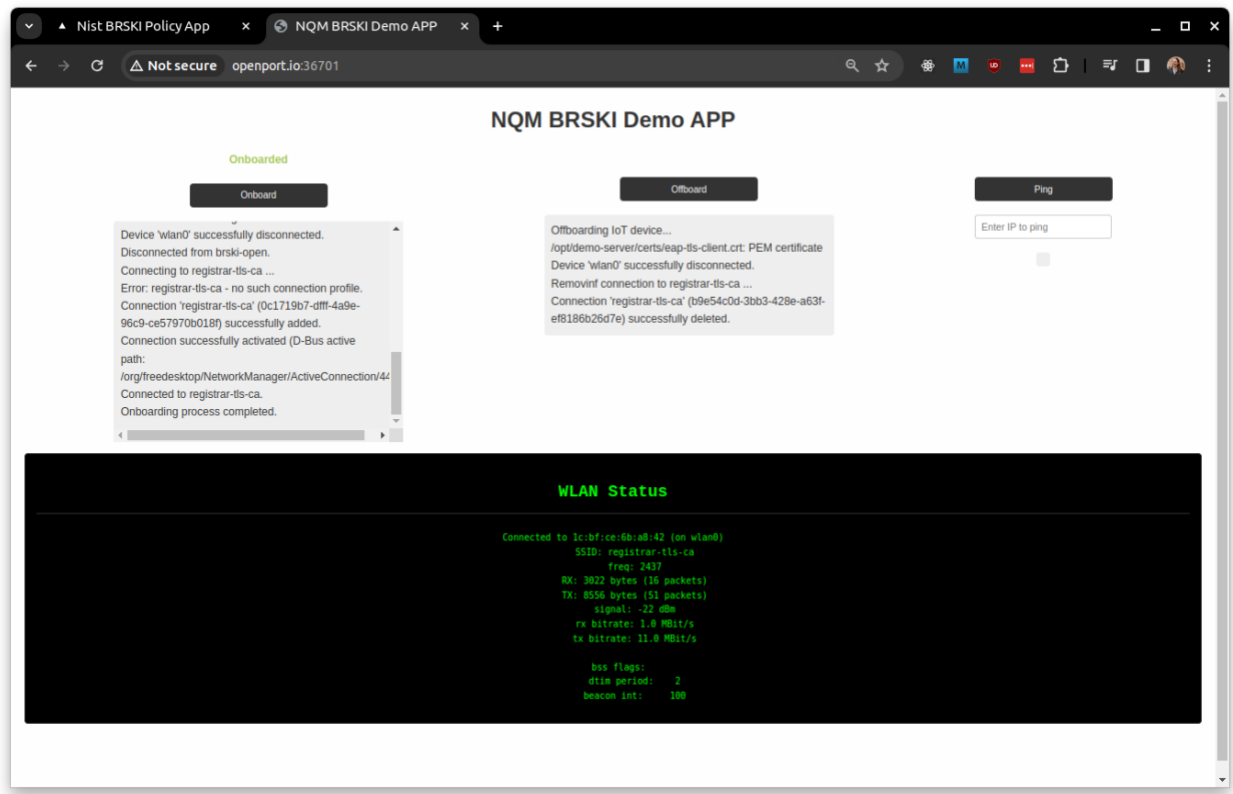 Nist BRSKI Policy App
NQM BRSKI Demo APP
Not secure openport.io:36701
NQM BRSKI Demo APP
Onboarded
Onboard
Device 'wlan0' successfully disconnected.
Disconnected from brski-open.
Connecting to registrar-tls-ca ...
Error: registrar-tls-ca - no such connection profile.
Connection 'registrar-tls-ca' (0c1719b7-dfff-4a9e-
96c9-ce57970b018f) successfully added.
Connection successfully activated (D-Bus active
path:
/org/freedesktop/NetworkManager/ActiveConnection/44
Connected to registrar-tls-ca.
Onboarding process completed.
Offboard
Offboarding IoT device...
/opt/demo-server/certs/eap-tls-client.crt: PEM certificate
Device 'wlan0' successfully disconnected.
Removinf connection to registrar-tls-ca ...
Connection 'registrar-tls-ca' (b9e54c0d-3bb3-428e-a63f-
ef8186b26d7e) successfully deleted.
Ping
Enter IP to ping
WLAN Status
Connected to 1c:bf:ce:6b:a8:42 (on wlan0)
SSID: registrar-tls-ca
freq: 2437
RX: 3022 bytes (16 packets)
TX: 8556 bytes (51 packets)
signal: -22 dBm
rx bitrate: 1.0 MBit/s
tx bitrate: 11.0 MBit/s
bss flags:
dtim period: 2
beacon int: 100